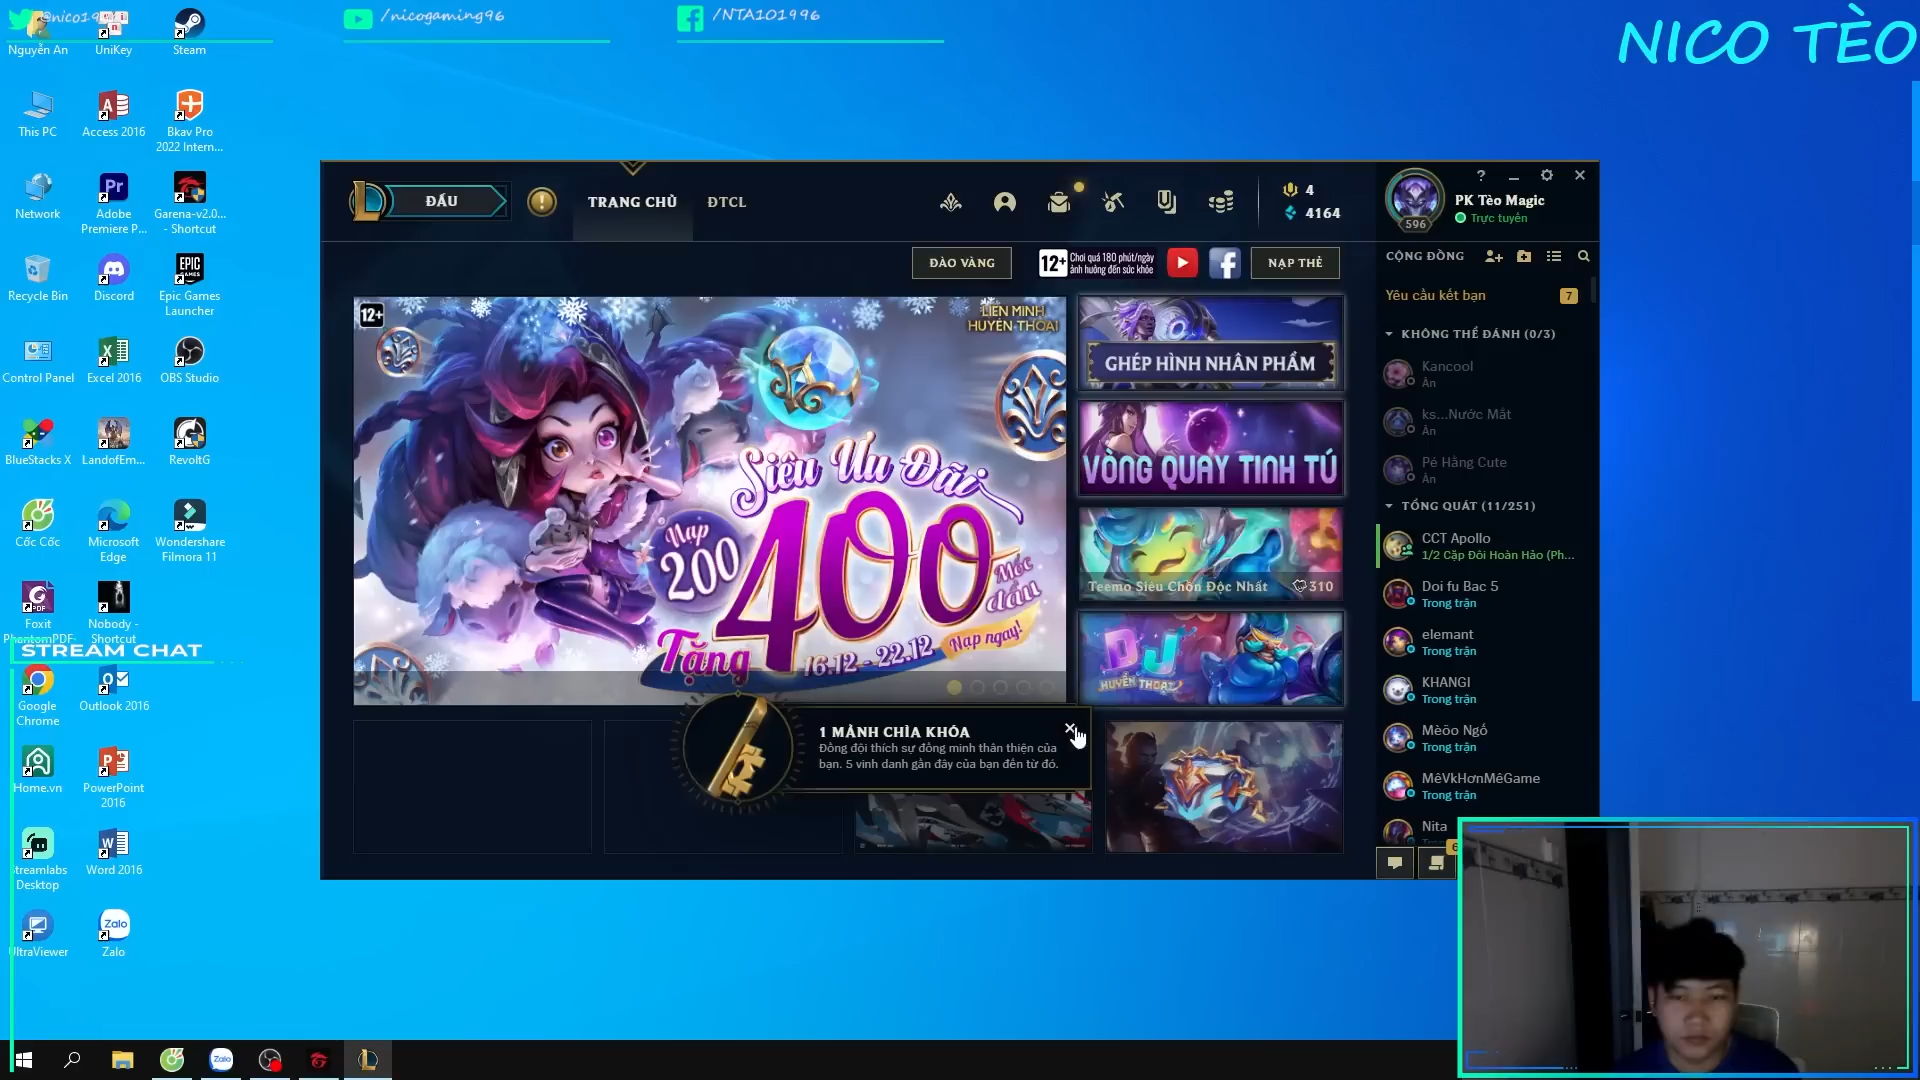 @nico19
/nicogaming96
/NTA101996
NICO TÈO
Nguyễn An
UniKey
Steam
This PC
Access 2016
Bkav Pro
2022 Intern...
Network
Adobe
Premiere P...
Garena-v2.0...
- Shortcut
Recycle Bin
Discord
Epic Games
Launcher
Control Panel
Excel 2016
OBS Studio
BlueStacks X
LandofEm...
RevoltG
Cốc Cốc
Microsoft
Edge
Wondershare
Filmora 11
Foxit
PhantomPDF
Nobody -
Shortcut
STREAM CHAT
Google
Chrome
Outlook 2016
Home.vn
PowerPoint
2016
Streamlabs
Desktop
Word 2016
UltraViewer
Zalo
ĐẤU
TRANG CHỦ
ĐTCL
4
4164
596
PK Tèo Magic
Trực tuyến
ĐÀO VÀNG
12+
Chơi quá 180 phút/ngày
ảnh hưởng đến sức khỏe
NẠP THẺ
12+
LIÊN MINH
HUYỀN THOẠI
Siêu Ưu Đãi
Nạp
200
400
Mốc
đầu
Tặng
16.12 - 22.12
Nạp ngay!
GHÉP HÌNH NHÂN PHẨM
VÒNG QUAY TINH TÚ
Teemo Siêu Chồn Độc Nhất
310
DJ
HUYỀN THOẠI
1 MẢNH CHÌA KHÓA
Đồng đội thích sự đồng minh thân thiện của
bạn. 5 vinh danh gần đây của bạn đến từ đó.
CỘNG ĐỒNG
Yêu cầu kết bạn
7
KHÔNG THỂ ĐÁNH (0/3)
Kancool
Ẩn
ks...Nước Mắt
Ẩn
Pé Hằng Cute
Ẩn
TỔNG QUÁT (11/251)
CCT Apollo
1/2 Cặp Đôi Hoàn Hảo (Ph...
Doi fu Bac 5
Trong trận
elemant
Trong trận
KHANGI
Trong trận
Mèõo Ngố
Trong trận
MêVkHơnMêGame
Trong trận
Nita
6